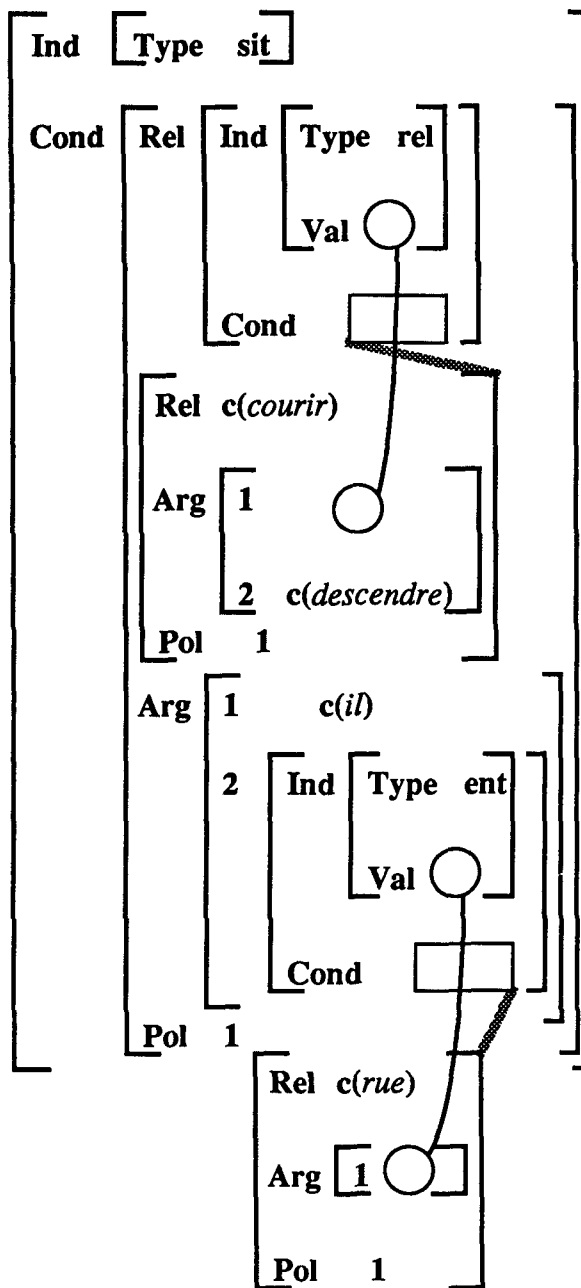 Ind Type sit
Cond Rel Ind Type rel
Val
Cond
Rel c(courir)
Arg 1
2 c(descendre)
Pol 1
Arg 1 c(il)
2 Ind Type ent
Val
Cond
Pol 1
Rel c(rue)
Arg 1
Pol 1